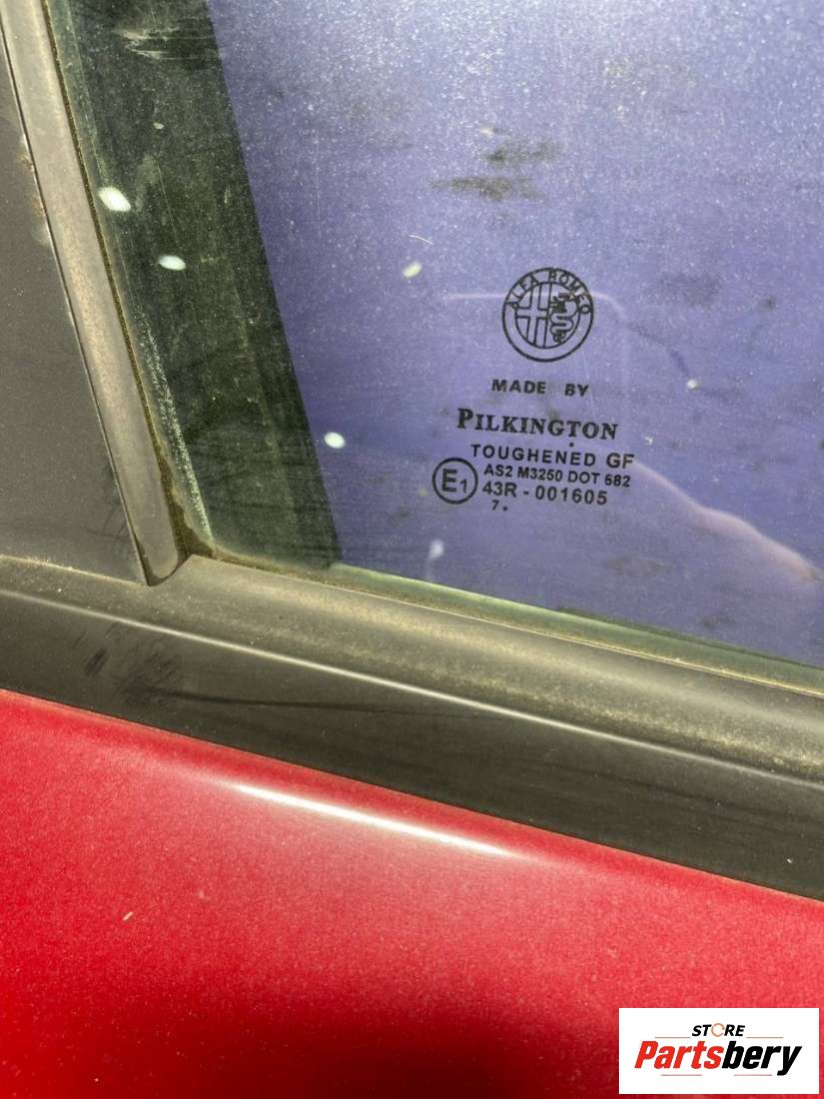 ALFA ROMEO
MADE BY
PILKINGTON
TOUGHENED GF
AS2 M3250 DOT 682
E1 43R - 001605
7.
STORE
Partsbery